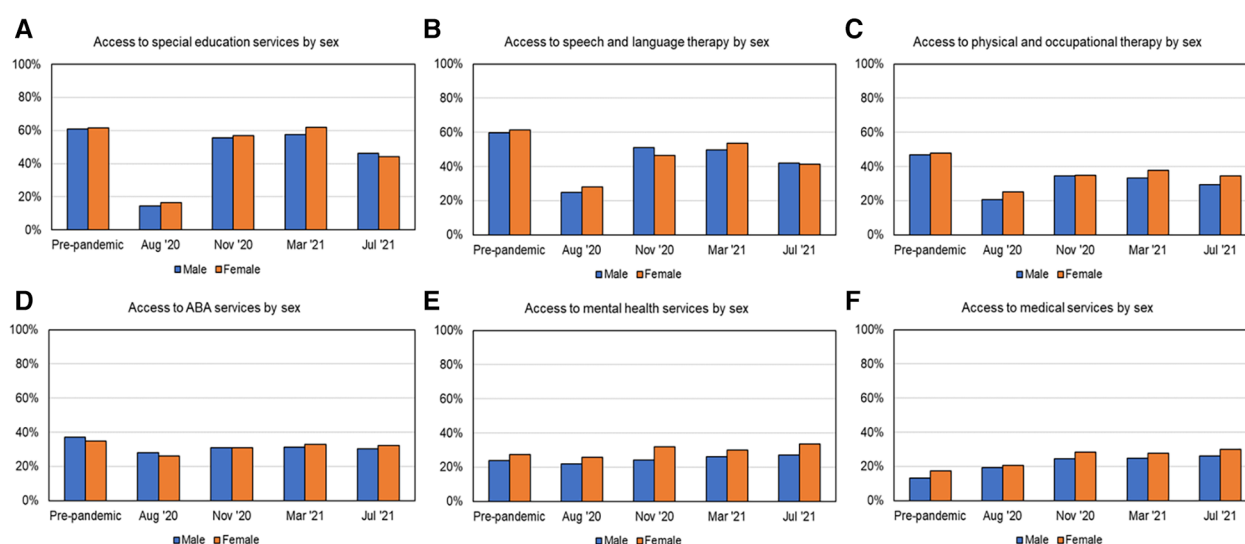 A
Access to special education services by sex
100%
80%
60%
40%
20%
0%
Pre-pandemic Aug '20 Nov '20 Mar '21 Jul '21
Male Female
B
Access to speech and language therapy by sex
100%
80%
60%
40%
20%
0%
Pre-pandemic Aug '20 Nov '20 Mar '21 Jul '21
Male Female
C
Access to physical and occupational therapy by sex
100%
80%
60%
40%
20%
0%
Pre-pandemic Aug '20 Nov '20 Mar '21 Jul '21
Male Female
D
Access to ABA services by sex
100%
80%
60%
40%
20%
0%
Pre-pandemic Aug '20 Nov '20 Mar '21 Jul '21
Male Female
E
Access to mental health services by sex
100%
80%
60%
40%
20%
0%
Pre-pandemic Aug '20 Nov '20 Mar '21 Jul '21
Male Female
F
Access to medical services by sex
100%
80%
60%
40%
20%
0%
Pre-pandemic Aug '20 Nov '20 Mar '21 Jul '21
Male Female